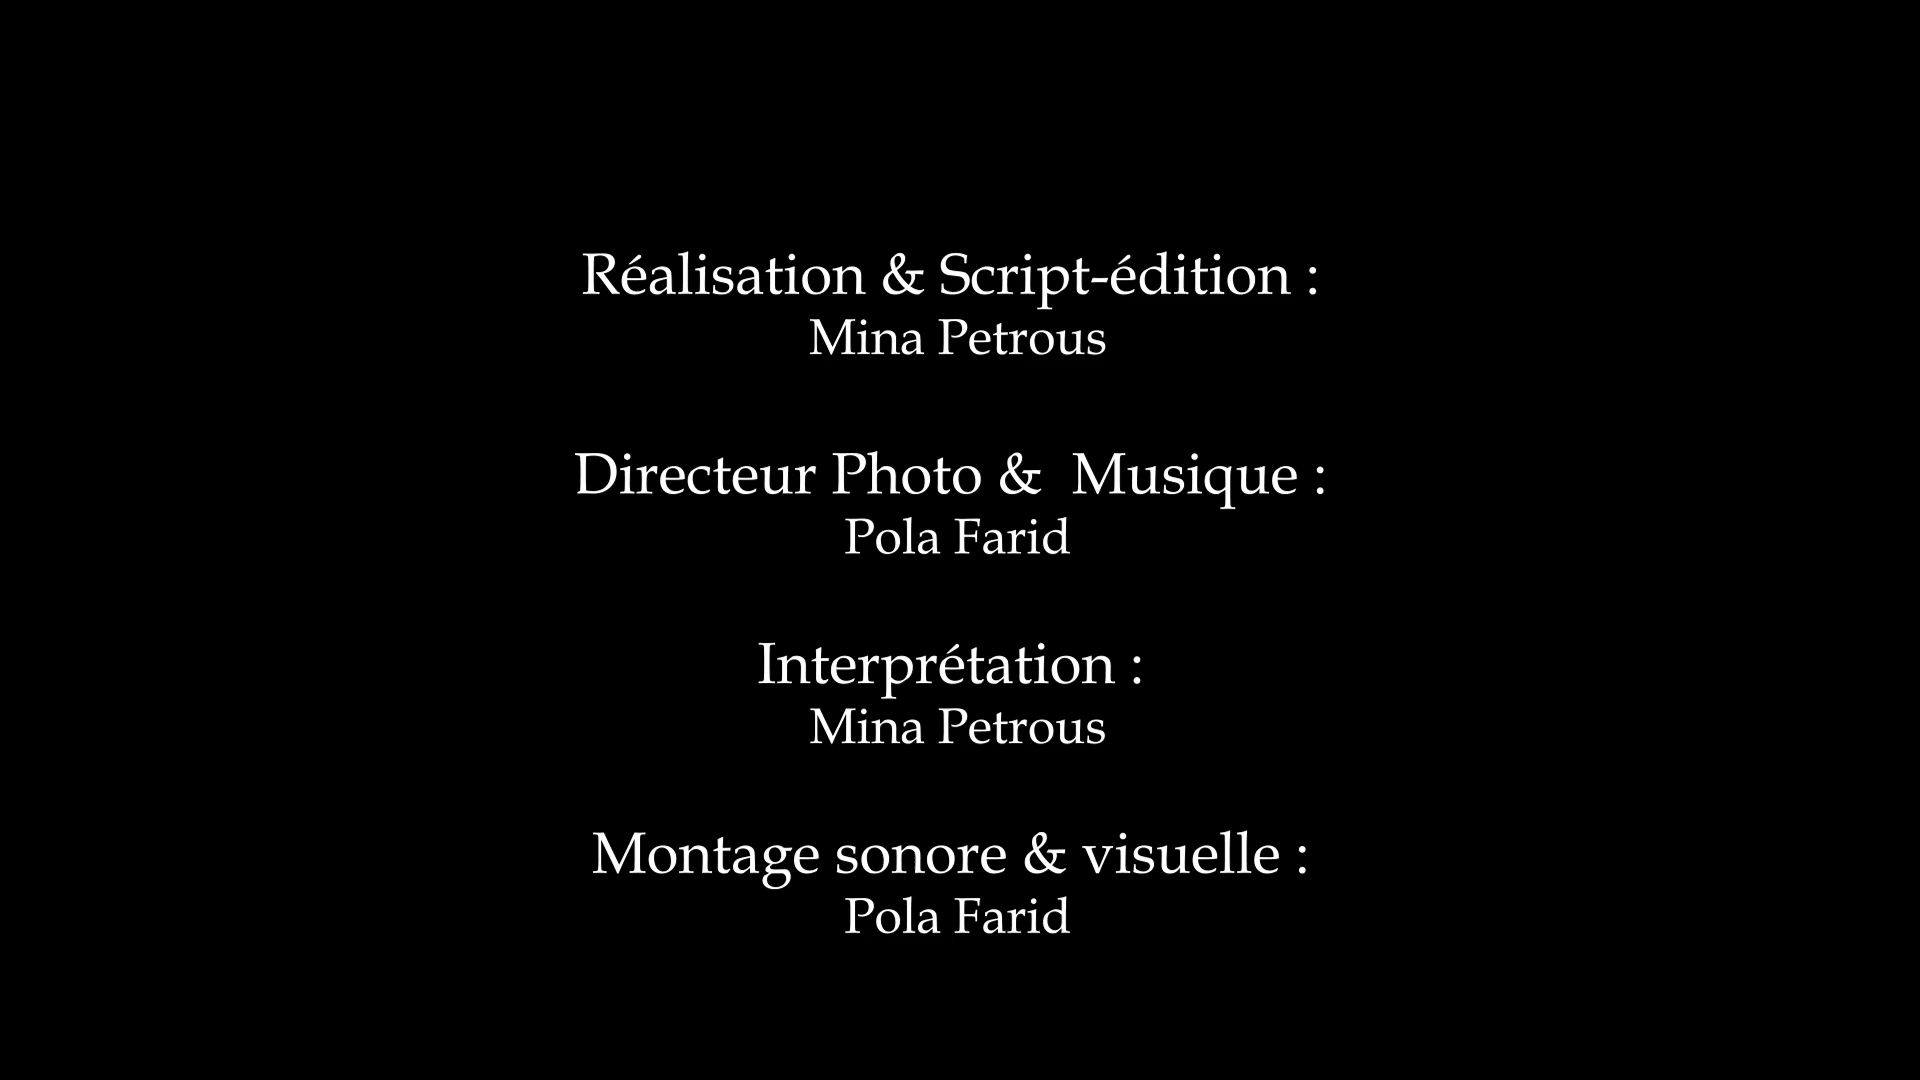 Réalisation & Script-édition :
Mina Petrous
Directeur Photo &  Musique :
Pola Farid
Interprétation :
Mina Petrous
Montage sonore & visuelle :
Pola Farid